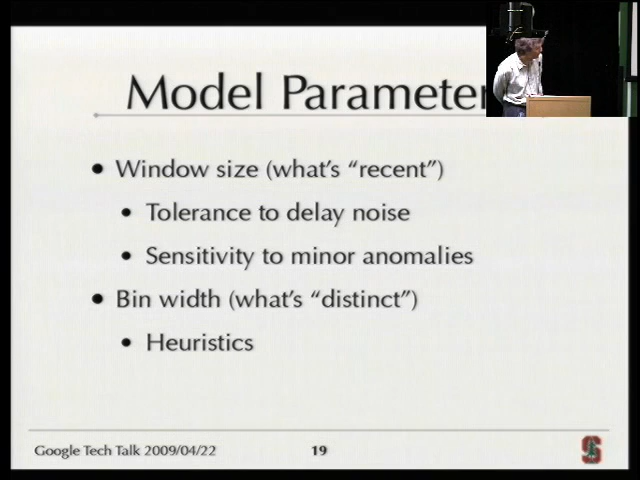 Model Parameter
• Window size (what's "recent")
• Tolerance to delay noise
• Sensitivity to minor anomalies
• Bin width (what's "distinct")
• Heuristics
Google Tech Talk 2009/04/22
19
S